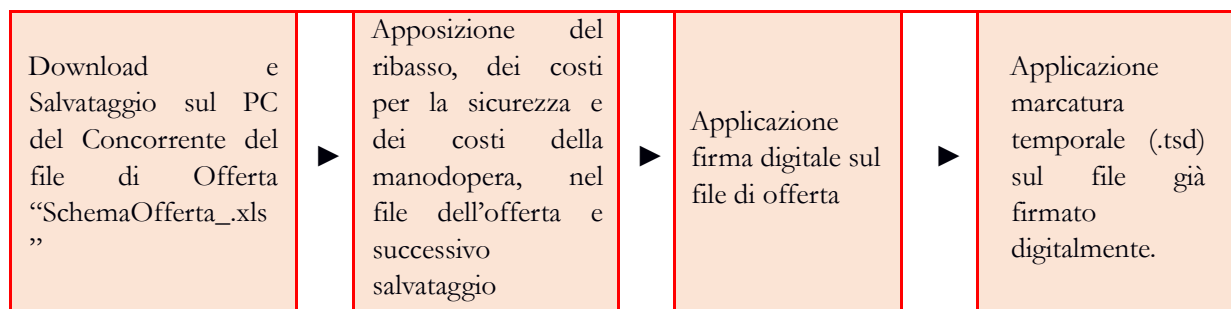 Download e
Salvataggio sul PC
del Concorrente del
file di Offerta
“SchemaOfferta_.xls
”
►
Apposizione del
ribasso, dei costi
per la sicurezza e
dei costi della
manodopera, nel
file dell’offerta e
successivo
salvataggio
►
Applicazione
firma digitale sul
file di offerta
►
Applicazione
marcatura
temporale (.tsd)
sul file già
firmato
digitalmente.